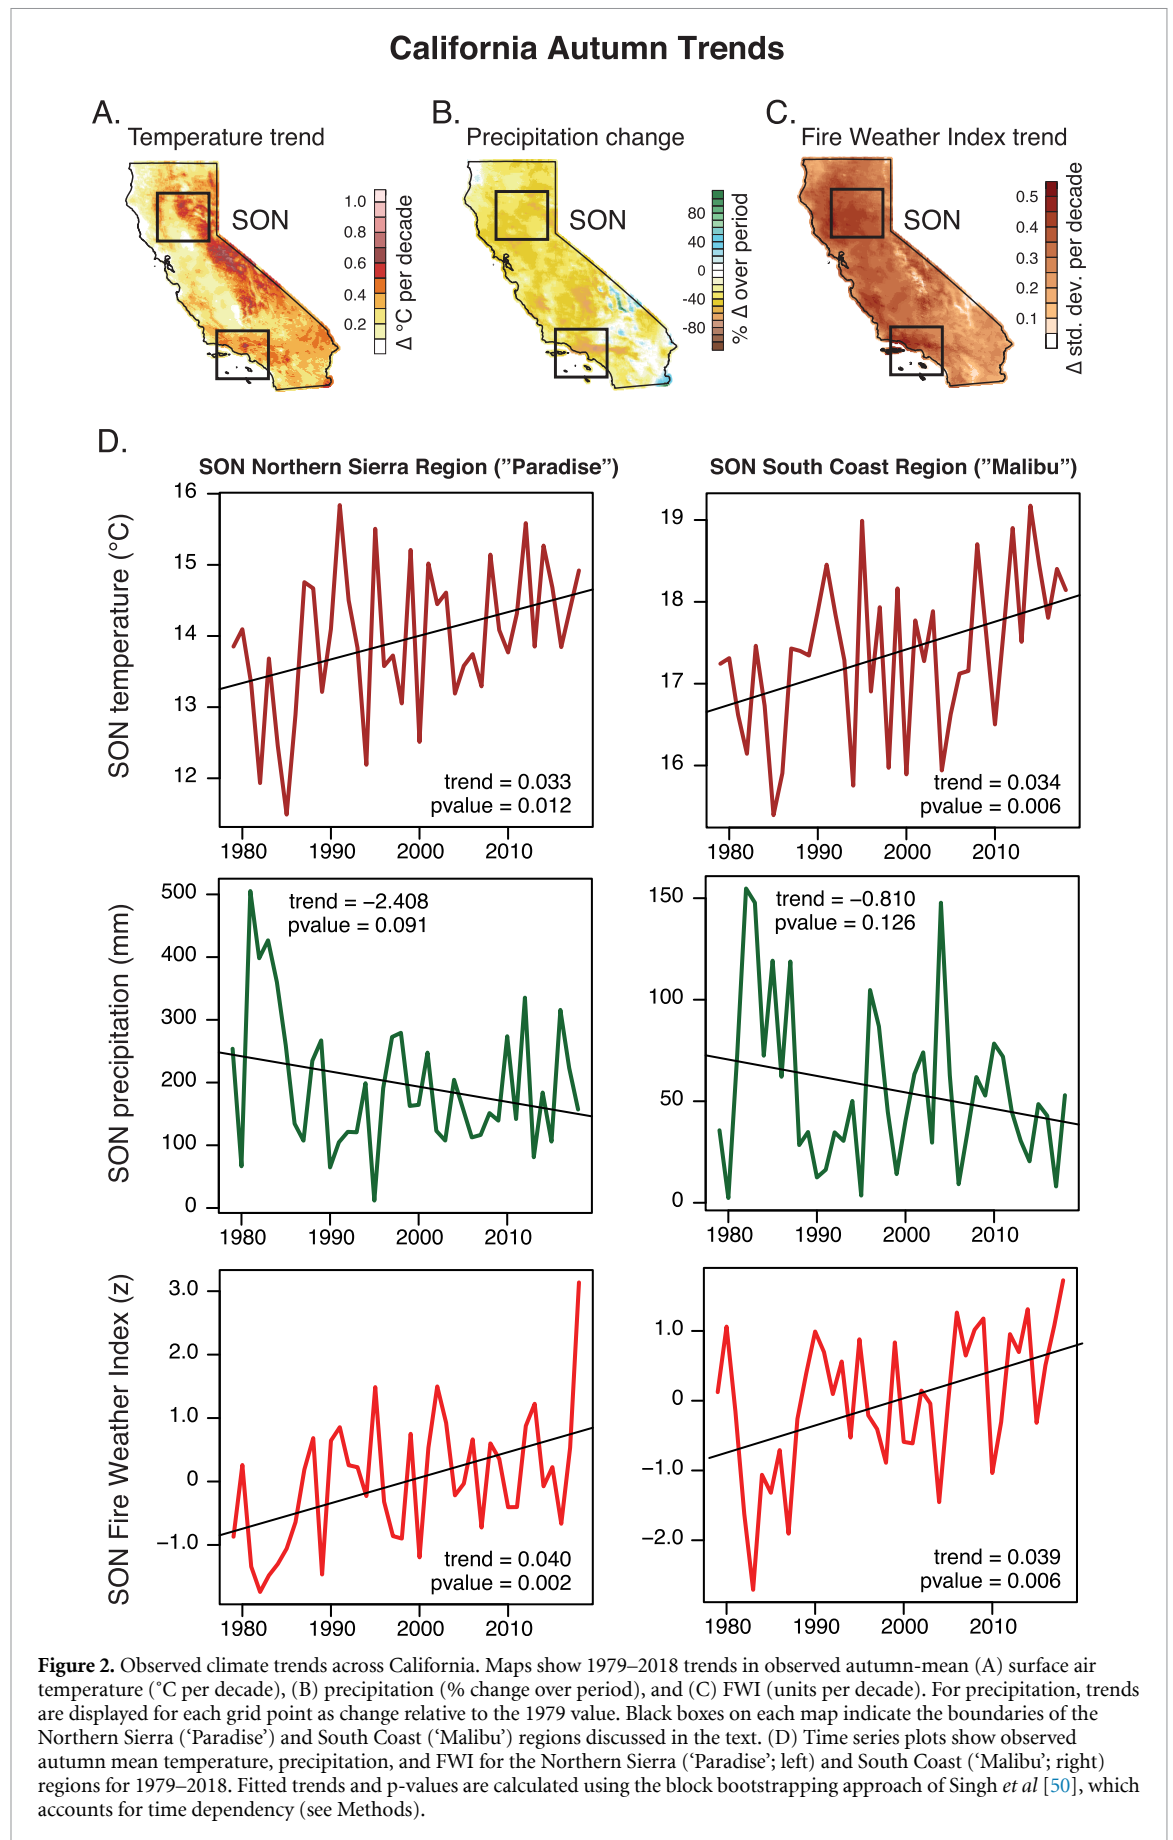 California Autumn Trends
A.
Temperature trend
SON
1.0
0.8
0.6
0.4
0.2
Δ °C per decade
B.
Precipitation change
SON
80
40
0
-40
-80
% Δ over period
C.
Fire Weather Index trend
SON
0.5
0.4
0.3
0.2
0.1
Δ std. dev. per decade
D.
SON Northern Sierra Region (”Paradise”)
SON temperature (°C)
16
15
14
13
12
trend = 0.033
pvalue = 0.012
1980 1990 2000 2010
SON South Coast Region (”Malibu”)
19
18
17
16
trend = 0.034
pvalue = 0.006
1980 1990 2000 2010
SON precipitation (mm)
500
400
300
200
100
0
trend = −2.408
pvalue = 0.091
1980 1990 2000 2010
150
100
50
0
trend = −0.810
pvalue = 0.126
1980 1990 2000 2010
SON Fire Weather Index (z)
3.0
2.0
1.0
0
−1.0
trend = 0.040
pvalue = 0.002
1980 1990 2000 2010
1.0
0
−1.0
−2.0
trend = 0.039
pvalue = 0.006
1980 1990 2000 2010
Figure 2. Observed climate trends across California. Maps show 1979–2018 trends in observed autumn-mean (A) surface air
temperature (°C per decade), (B) precipitation (% change over period), and (C) FWI (units per decade). For precipitation, trends
are displayed for each grid point as change relative to the 1979 value. Black boxes on each map indicate the boundaries of the
Northern Sierra (‘Paradise’) and South Coast (‘Malibu’) regions discussed in the text. (D) Time series plots show observed
autumn mean temperature, precipitation, and FWI for the Northern Sierra (‘Paradise’; left) and South Coast (‘Malibu’; right)
regions for 1979–2018. Fitted trends and p-values are calculated using the block bootstrapping approach of Singh et al [50], which
accounts for time dependency (see Methods).